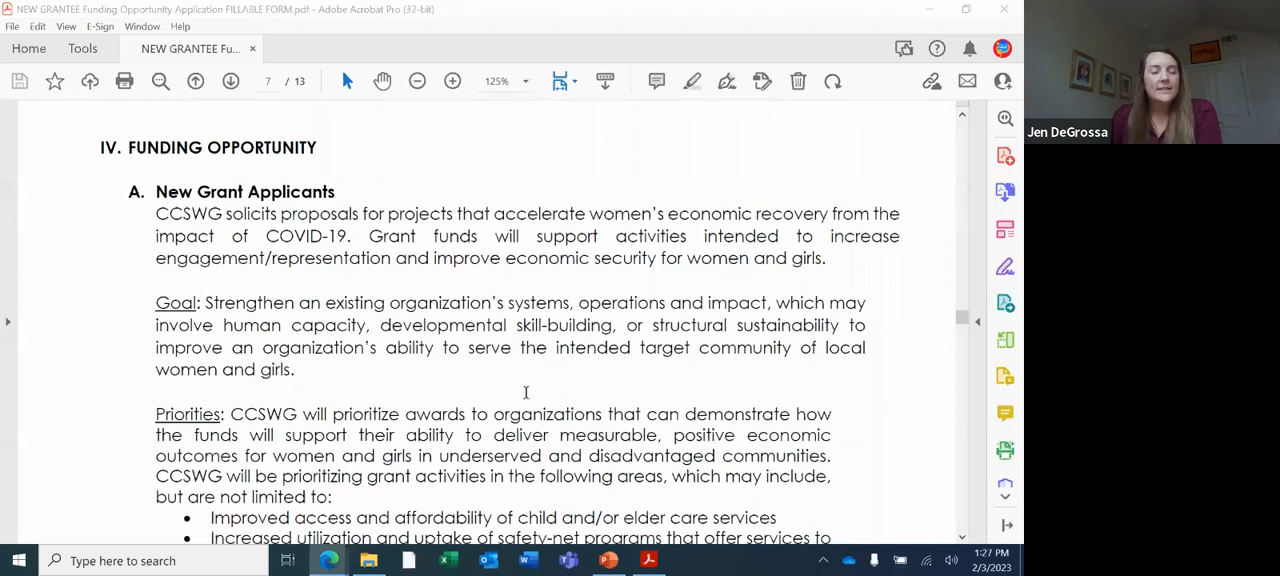 NEW GRANTEE Funding Opportunity Application FILLABLE FORM.pdf - Adobe Acrobat Pro (32-bit)
File Edit View E-Sign Window Help
Home Tools NEW GRANTEE Fu... ×
7 / 13 125%
IV. FUNDING OPPORTUNITY
A. New Grant Applicants
CCSWG solicits proposals for projects that accelerate women's economic recovery from the
impact of COVID-19. Grant funds will support activities intended to increase
engagement/representation and improve economic security for women and girls.
Goal: Strengthen an existing organization's systems, operations and impact, which may
involve human capacity, developmental skill-building, or structural sustainability to
improve an organization's ability to serve the intended target community of local
women and girls.
Priorities: CCSWG will prioritize awards to organizations that can demonstrate how
the funds will support their ability to deliver measurable, positive economic
outcomes for women and girls in underserved and disadvantaged communities.
CCSWG will be prioritizing grant activities in the following areas, which may include,
but are not limited to:
• Improved access and affordability of child and/or elder care services
• Increased utilization and uptake of safety-net programs that offer services to
Jen DeGrossa
Type here to search
1:27 PM
2/3/2023